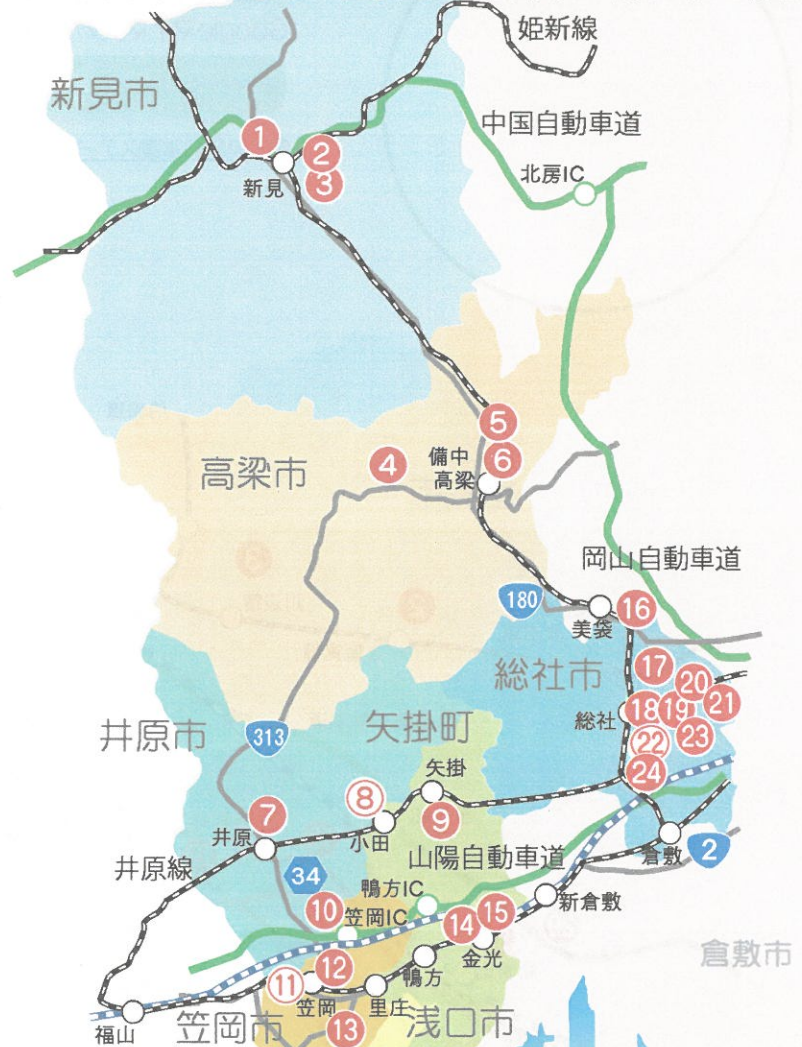 姫新線
新見市
中国自動車道
1
2
新見
3
北房IC
5
高梁市
4
備中
高梁
6
岡山自動車道
180
美袋
16
17
総社市
20
21
井原市
313
矢掛町
総社
18
19
22
23
24
矢掛
8
7
9
井原
小田
山陽自動車道
倉敷
2
井原線
34
鴨方IC
新倉敷
10
笠岡IC
14
15
金光
倉敷市
12
鴨方
11
笠岡
里庄
福山
笠岡市
13
浅口市